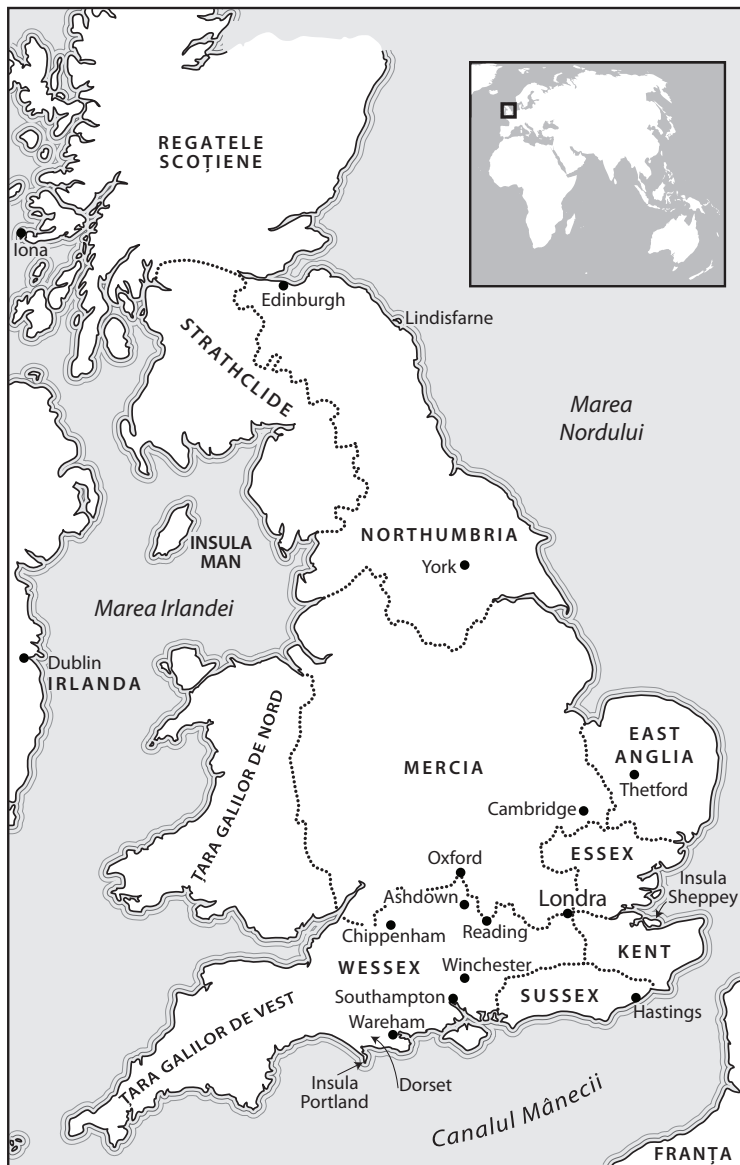 REGATELE
SCOȚIENE
Iona
Edinburgh
Lindisfarne
STRATHCLIDE
Marea
Nordului
NORTHUMBRIA
INSULA
MAN
York
Marea Irlandei
Dublin
IRLANDA
ȚARA GALILOR DE NORD
EAST
ANGLIA
MERCIA
Thetford
Cambridge
ESSEX
Oxford
Insula
Sheppey
Ashdown
Londra
Chippenham
Reading
KENT
WESSEX
Winchester
SUSSEX
Southampton
Hastings
ȚARA GALILOR DE VEST
Wareham
Insula
Portland
Dorset
Canalul Mânecii
FRANȚA